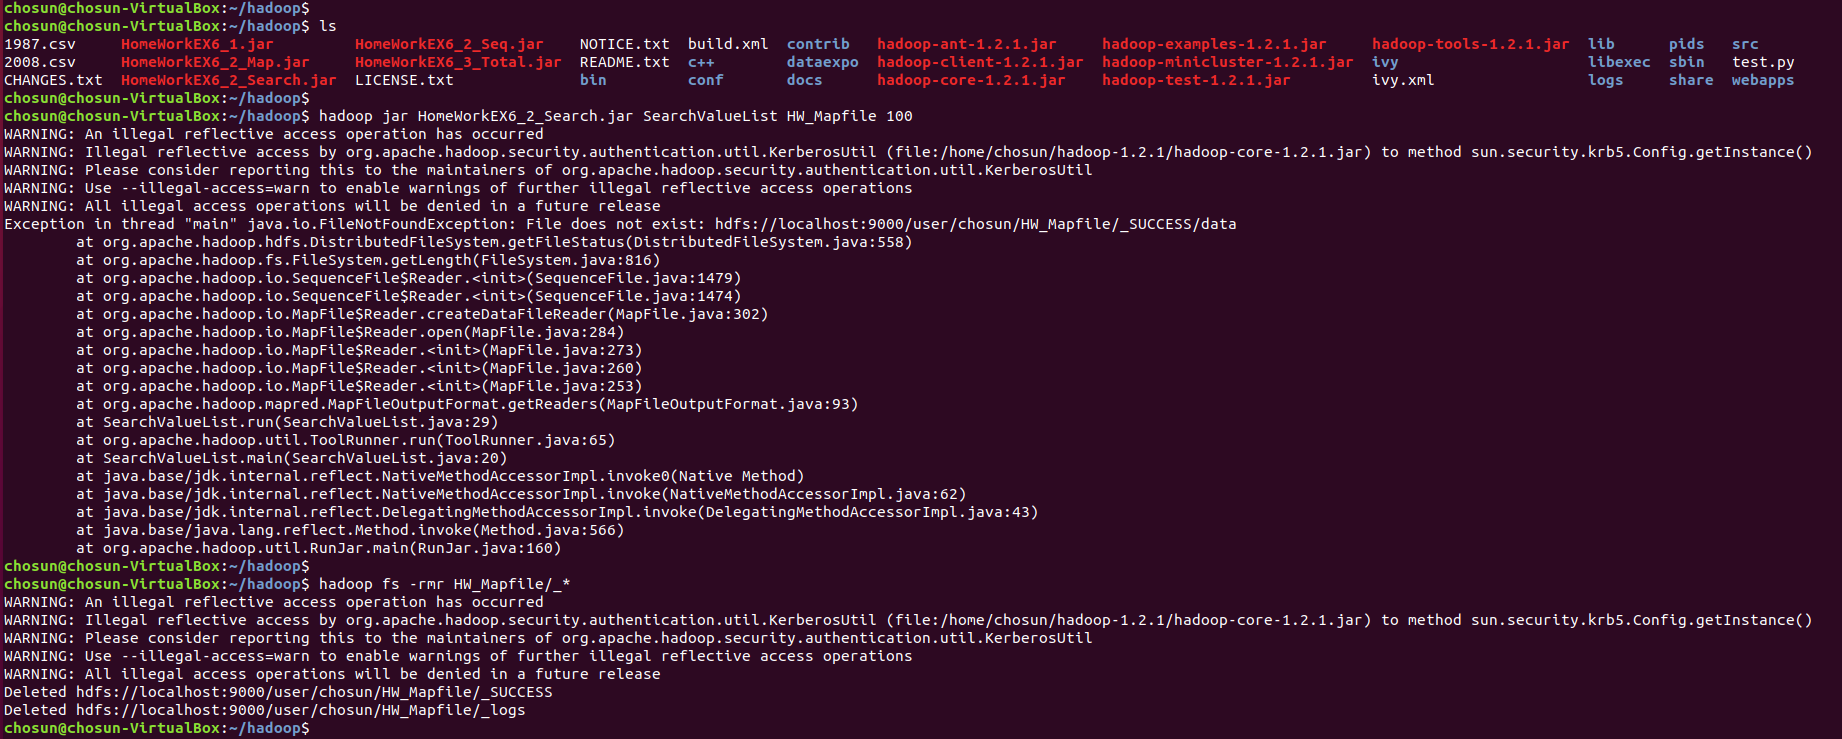 chosun@chosun-VirtualBox:~/hadoop$
chosun@chosun-VirtualBox:~/hadoop$ ls
1987.csv     HomeWorkEX6_1.jar         HomeWorkEX6_2_Seq.jar    NOTICE.txt  build.xml  contrib   hadoop-ant-1.2.1.jar     hadoop-examples-1.2.1.jar     hadoop-tools-1.2.1.jar  lib      pids   src
2008.csv     HomeWorkEX6_2_Map.jar     HomeWorkEX6_3_Total.jar  README.txt  c++        dataexpo  hadoop-client-1.2.1.jar  hadoop-minicluster-1.2.1.jar  ivy                     libexec  sbin   test.py
CHANGES.txt  HomeWorkEX6_2_Search.jar  LICENSE.txt              bin         conf       docs      hadoop-core-1.2.1.jar    hadoop-test-1.2.1.jar         ivy.xml                 logs     share  webapps
chosun@chosun-VirtualBox:~/hadoop$
chosun@chosun-VirtualBox:~/hadoop$ hadoop jar HomeWorkEX6_2_Search.jar SearchValueList HW_Mapfile 100
WARNING: An illegal reflective access operation has occurred
WARNING: Illegal reflective access by org.apache.hadoop.security.authentication.util.KerberosUtil (file:/home/chosun/hadoop-1.2.1/hadoop-core-1.2.1.jar) to method sun.security.krb5.Config.getInstance()
WARNING: Please consider reporting this to the maintainers of org.apache.hadoop.security.authentication.util.KerberosUtil
WARNING: Use --illegal-access=warn to enable warnings of further illegal reflective access operations
WARNING: All illegal access operations will be denied in a future release
Exception in thread "main" java.io.FileNotFoundException: File does not exist: hdfs://localhost:9000/user/chosun/HW_Mapfile/_SUCCESS/data
        at org.apache.hadoop.hdfs.DistributedFileSystem.getFileStatus(DistributedFileSystem.java:558)
        at org.apache.hadoop.fs.FileSystem.getLength(FileSystem.java:816)
        at org.apache.hadoop.io.SequenceFile$Reader.<init>(SequenceFile.java:1479)
        at org.apache.hadoop.io.SequenceFile$Reader.<init>(SequenceFile.java:1474)
        at org.apache.hadoop.io.MapFile$Reader.createDataFileReader(MapFile.java:302)
        at org.apache.hadoop.io.MapFile$Reader.open(MapFile.java:284)
        at org.apache.hadoop.io.MapFile$Reader.<init>(MapFile.java:273)
        at org.apache.hadoop.io.MapFile$Reader.<init>(MapFile.java:260)
        at org.apache.hadoop.io.MapFile$Reader.<init>(MapFile.java:253)
        at org.apache.hadoop.mapred.MapFileOutputFormat.getReaders(MapFileOutputFormat.java:93)
        at SearchValueList.run(SearchValueList.java:29)
        at org.apache.hadoop.util.ToolRunner.run(ToolRunner.java:65)
        at SearchValueList.main(SearchValueList.java:20)
        at java.base/jdk.internal.reflect.NativeMethodAccessorImpl.invoke0(Native Method)
        at java.base/jdk.internal.reflect.NativeMethodAccessorImpl.invoke(NativeMethodAccessorImpl.java:62)
        at java.base/jdk.internal.reflect.DelegatingMethodAccessorImpl.invoke(DelegatingMethodAccessorImpl.java:43)
        at java.base/java.lang.reflect.Method.invoke(Method.java:566)
        at org.apache.hadoop.util.RunJar.main(RunJar.java:160)
chosun@chosun-VirtualBox:~/hadoop$
chosun@chosun-VirtualBox:~/hadoop$ hadoop fs -rmr HW_Mapfile/_*
WARNING: An illegal reflective access operation has occurred
WARNING: Illegal reflective access by org.apache.hadoop.security.authentication.util.KerberosUtil (file:/home/chosun/hadoop-1.2.1/hadoop-core-1.2.1.jar) to method sun.security.krb5.Config.getInstance()
WARNING: Please consider reporting this to the maintainers of org.apache.hadoop.security.authentication.util.KerberosUtil
WARNING: Use --illegal-access=warn to enable warnings of further illegal reflective access operations
WARNING: All illegal access operations will be denied in a future release
Deleted hdfs://localhost:9000/user/chosun/HW_Mapfile/_SUCCESS
Deleted hdfs://localhost:9000/user/chosun/HW_Mapfile/_logs
chosun@chosun-VirtualBox:~/hadoop$